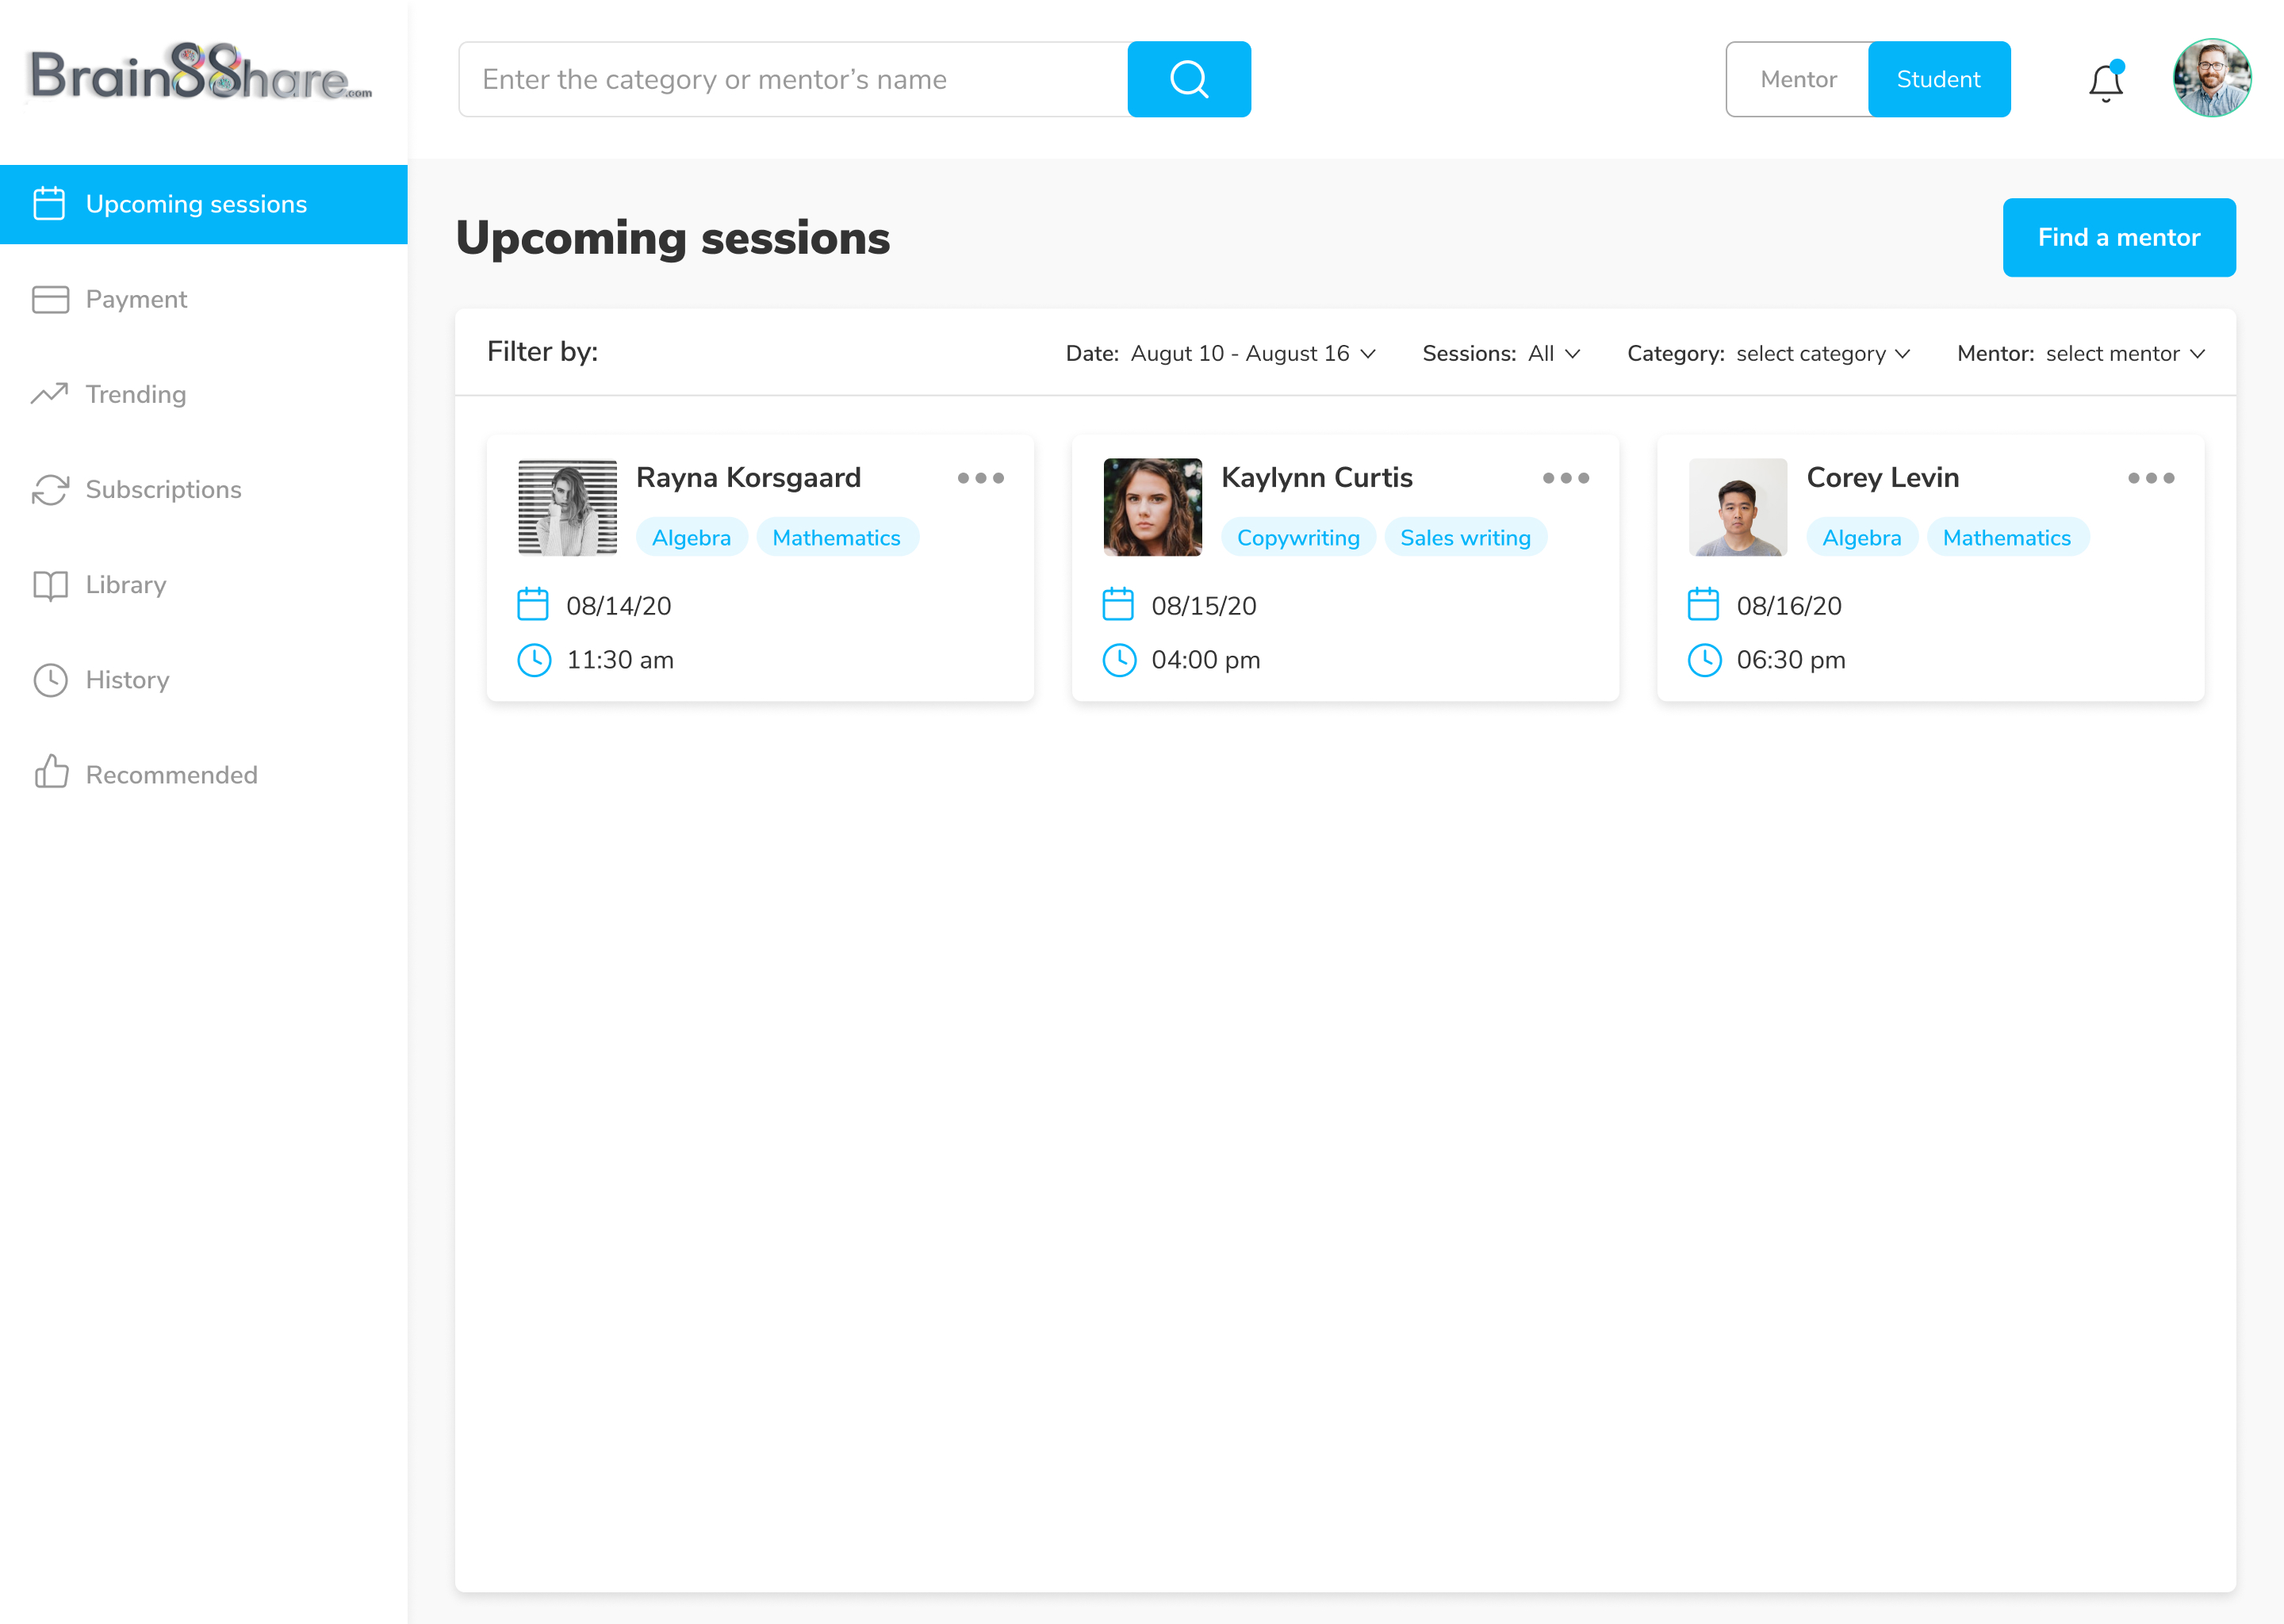 Brain88hare.com
Enter the category or mentor’s name
Mentor
Student
Upcoming sessions
Payment
Trending
Subscriptions
Library
History
Recommended
Upcoming sessions
Find a mentor
Filter by:
Date: Augut 10 - August 16
Sessions: All
Category: select category
Mentor: select mentor
Rayna Korsgaard
Algebra Mathematics
08/14/20
11:30 am
Kaylynn Curtis
Copywriting Sales writing
08/15/20
04:00 pm
Corey Levin
Algebra Mathematics
08/16/20
06:30 pm